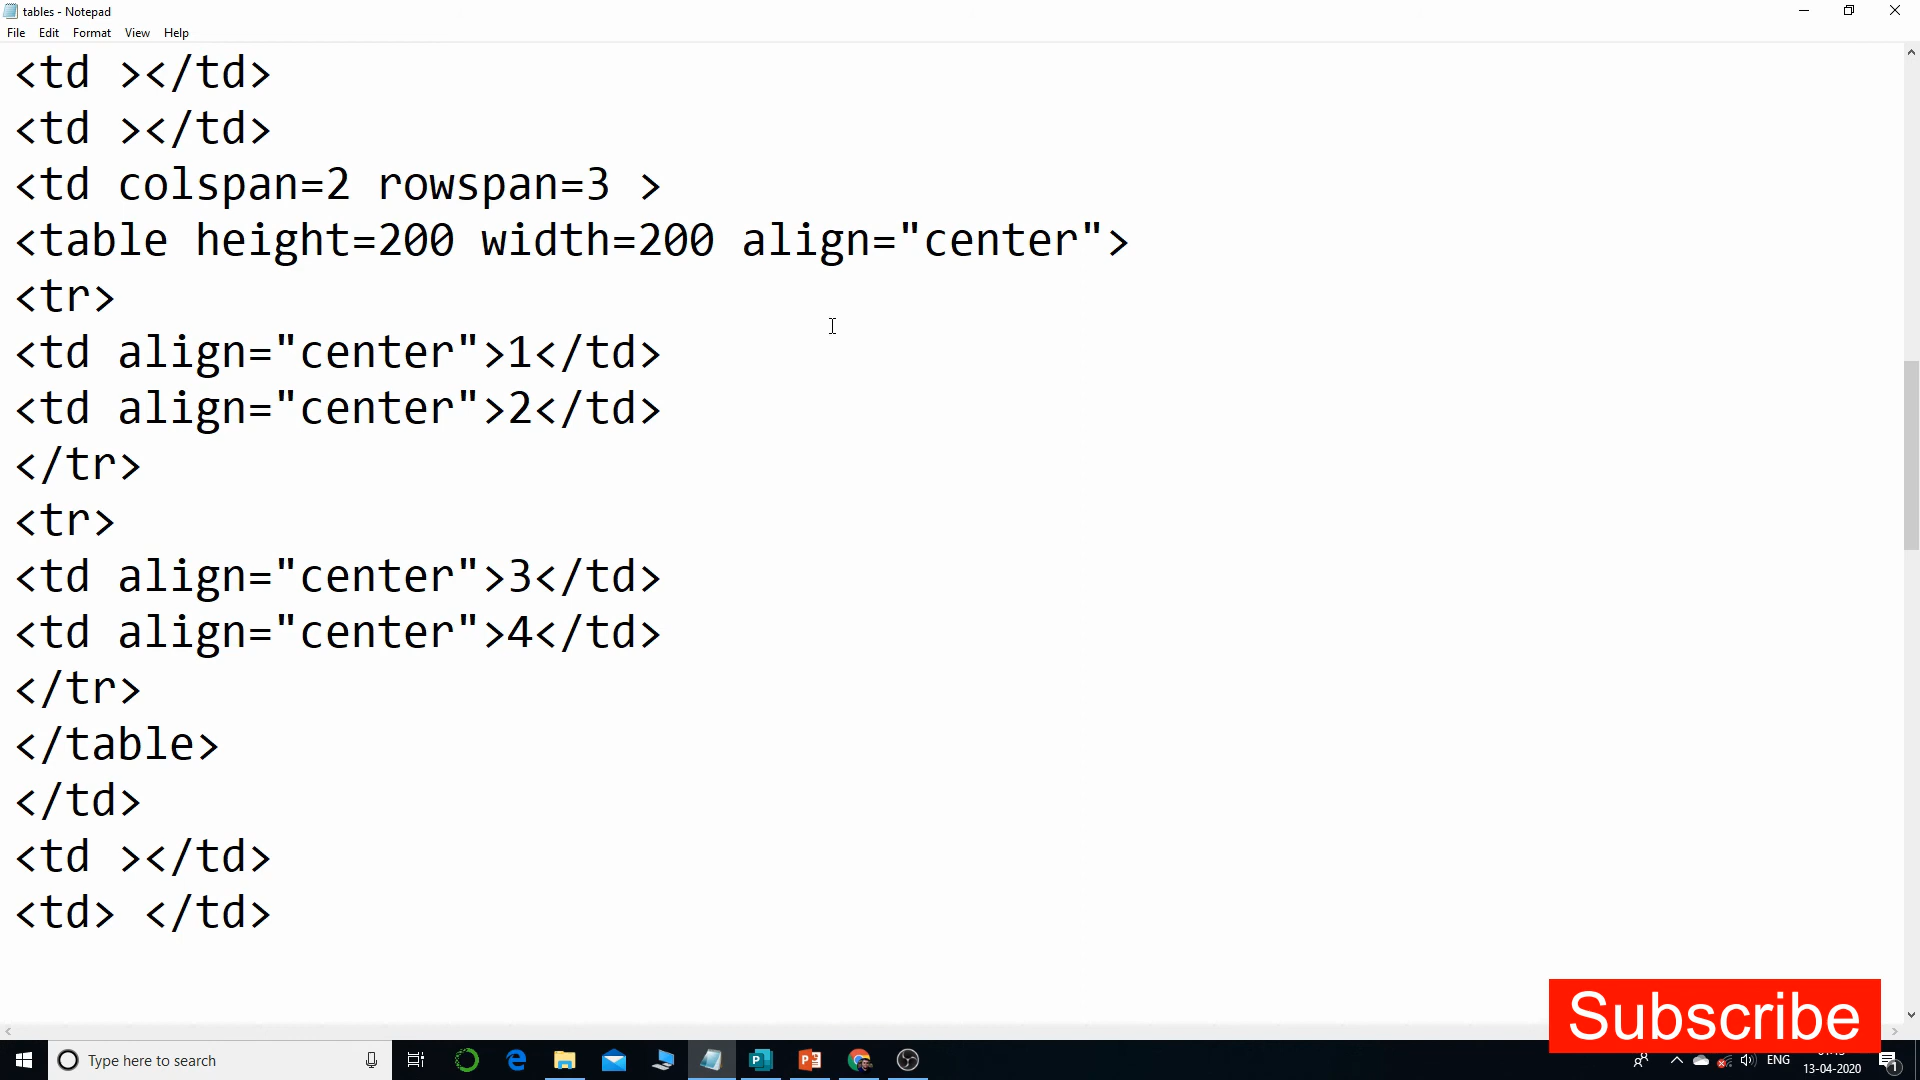 tables - Notepad
File Edit Format View Help
<td ></td>
<td ></td>
<td colspan=2 rowspan=3 >
<table height=200 width=200 align="center">
<tr>
<td align="center">1</td>
<td align="center">2</td>
</tr>
<tr>
<td align="center">3</td>
<td align="center">4</td>
</tr>
</table>
</td>
<td ></td>
<td> </td>
Subscribe
Type here to search
ENG
13-04-2020
1